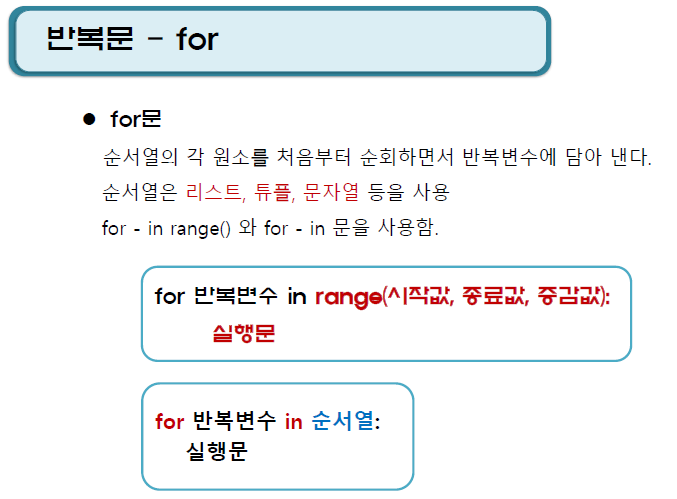 반복문 - for
● for문
순서열의 각 원소를 처음부터 순회하면서 반복변수에 담아 낸다.
순서열은 리스트, 튜플, 문자열 등을 사용
for - in range() 와 for - in 문을 사용함.
for 반복변수 in range(시작값, 종료값, 증감값):
실행문
for 반복변수 in 순서열:
실행문